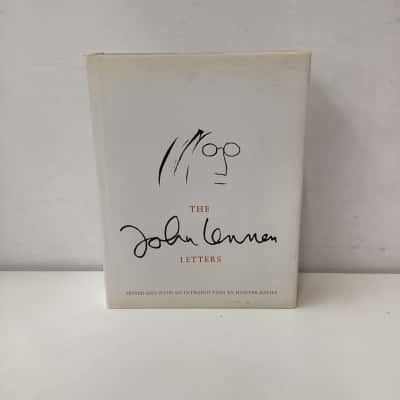 THE
John Lennon
LETTERS
EDITED AND WITH AN INTRODUCTION BY HUNTER DAVIES